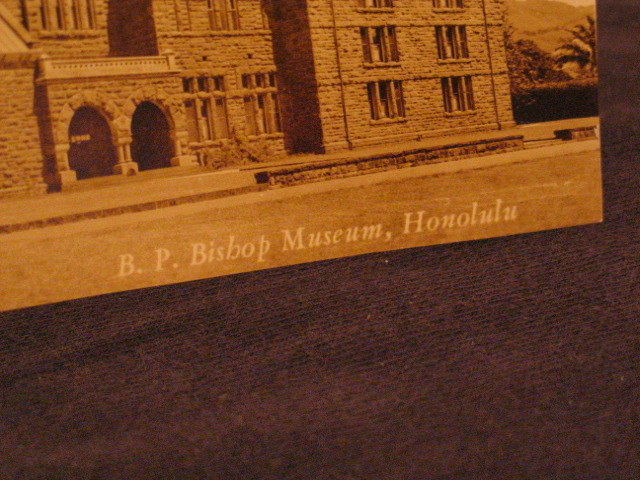 B. P. Bishop Museum, Honolulu